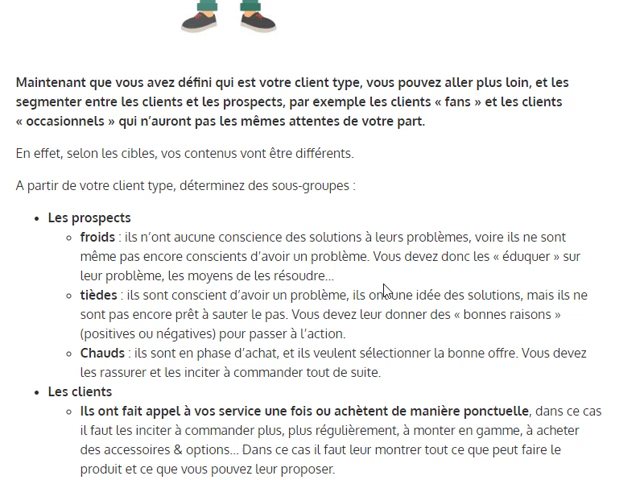 Maintenant que vous avez défini qui est votre client type, vous pouvez aller plus loin, et les
segmenter entre les clients et les prospects, par exemple les clients « fans » et les clients
« occasionnels » qui n’auront pas les mêmes attentes de votre part.
En effet, selon les cibles, vos contenus vont être différents.
A partir de votre client type, déterminez des sous-groupes :
• Les prospects
froids : ils n’ont aucune conscience des solutions à leurs problèmes, voire ils ne sont
même pas encore conscients d’avoir un problème. Vous devez donc les « éduquer » sur
leur problème, les moyens de les résoudre…
tièdes : ils sont conscient d’avoir un problème, ils ont une idée des solutions, mais ils ne
sont pas encore prêt à sauter le pas. Vous devez leur donner des « bonnes raisons »
(positives ou négatives) pour passer à l’action.
Chauds : ils sont en phase d’achat, et ils veulent sélectionner la bonne offre. Vous devez
les rassurer et les inciter à commander tout de suite.
• Les clients
Ils ont fait appel à vos service une fois ou achètent de manière ponctuelle, dans ce cas
il faut les inciter à commander plus, plus régulièrement, à monter en gamme, à acheter
des accessoires & options… Dans ce cas il faut leur montrer tout ce que peut faire le
produit et ce que vous pouvez leur proposer.